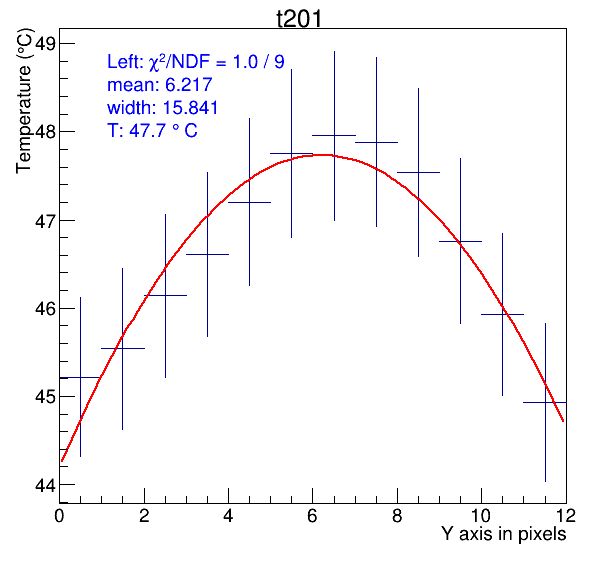 t201
Temperature (°C)
Left: χ²/NDF = 1.0 / 9
mean: 6.217
width: 15.841
T: 47.7 ° C
49
48
47
46
45
44
0 2 4 6 8 10 12
Y axis in pixels